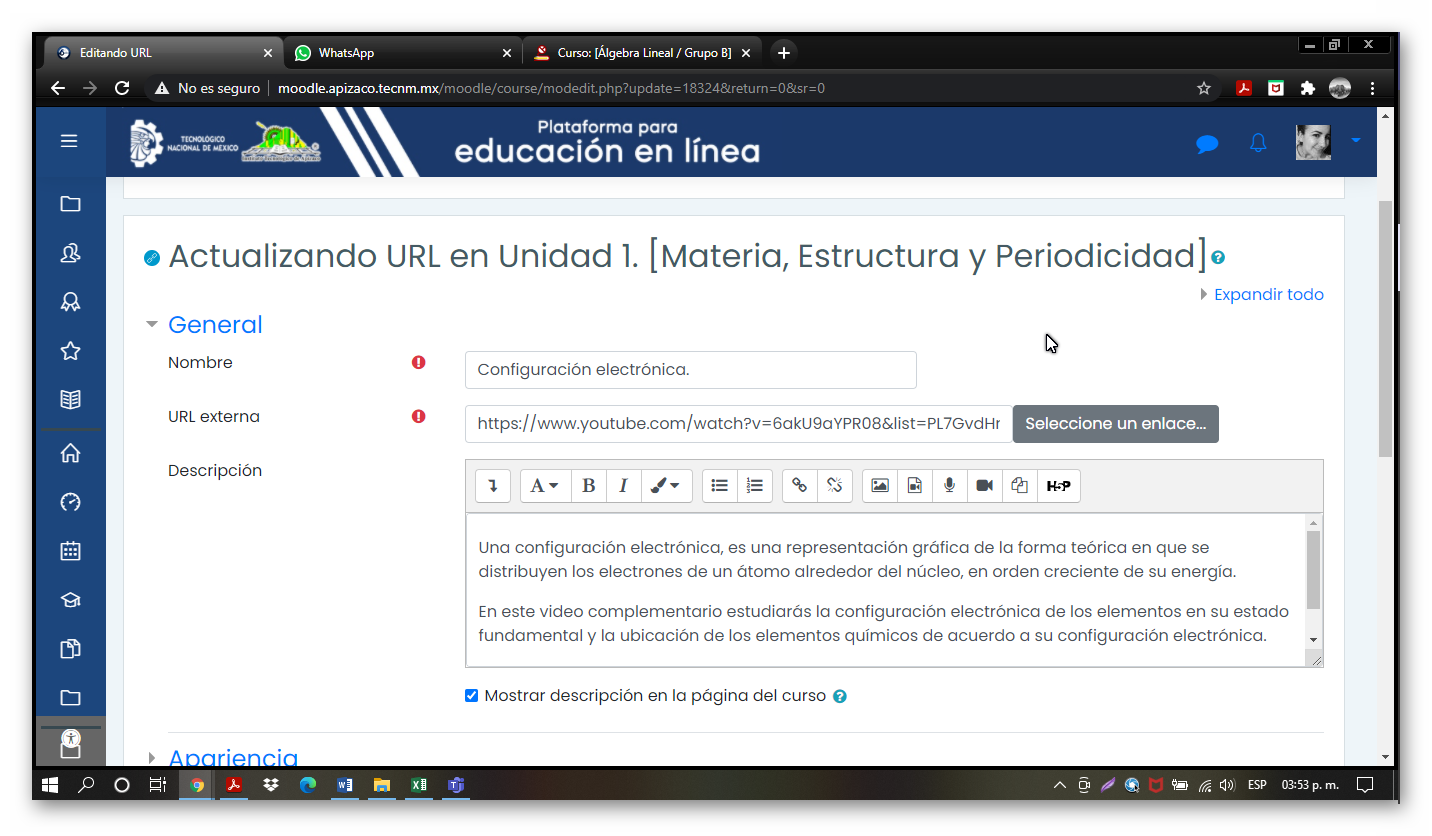 Editando URL
WhatsApp
Curso: [Álgebra Lineal / Grupo B]
No es seguro
moodle.apizaco.tecnm.mx/moodle/course/modedit.php?update=18324&return=0&sr=0
TECNOLÓGICO
NACIONAL DE MÉXICO
Plataforma para
educación en línea
Actualizando URL en Unidad 1. [Materia, Estructura y Periodicidad]
Expandir todo
General
Nombre
Configuración electrónica.
URL externa
https://www.youtube.com/watch?v=6akU9aYPR08&list=PL7GvdHr
Seleccione un enlace...
Descripción
A B I
H5P
Una configuración electrónica, es una representación gráfica de la forma teórica en que se
distribuyen los electrones de un átomo alrededor del núcleo, en orden creciente de su energía.
En este video complementario estudiarás la configuración electrónica de los elementos en su estado
fundamental y la ubicación de los elementos químicos de acuerdo a su configuración electrónica.
Mostrar descripción en la página del curso
Apariencia
ESP
03:53 p. m.